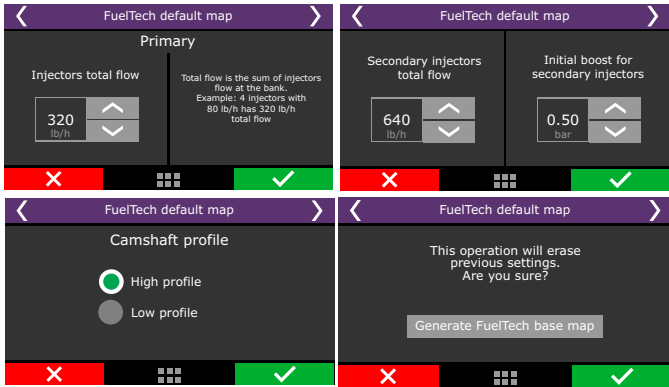 FuelTech default map
Primary
Injectors total flow
320
lb/h
Total flow is the sum of injectors
flow at the bank.
Example: 4 injectors with
80 lb/h has 320 lb/h
total flow
FuelTech default map
Secondary injectors
total flow
640
lb/h
Initial boost for
secondary injectors
0.50
bar
FuelTech default map
Camshaft profile
High profile
Low profile
FuelTech default map
This operation will erase
previous settings.
Are you sure?
Generate FuelTech base map